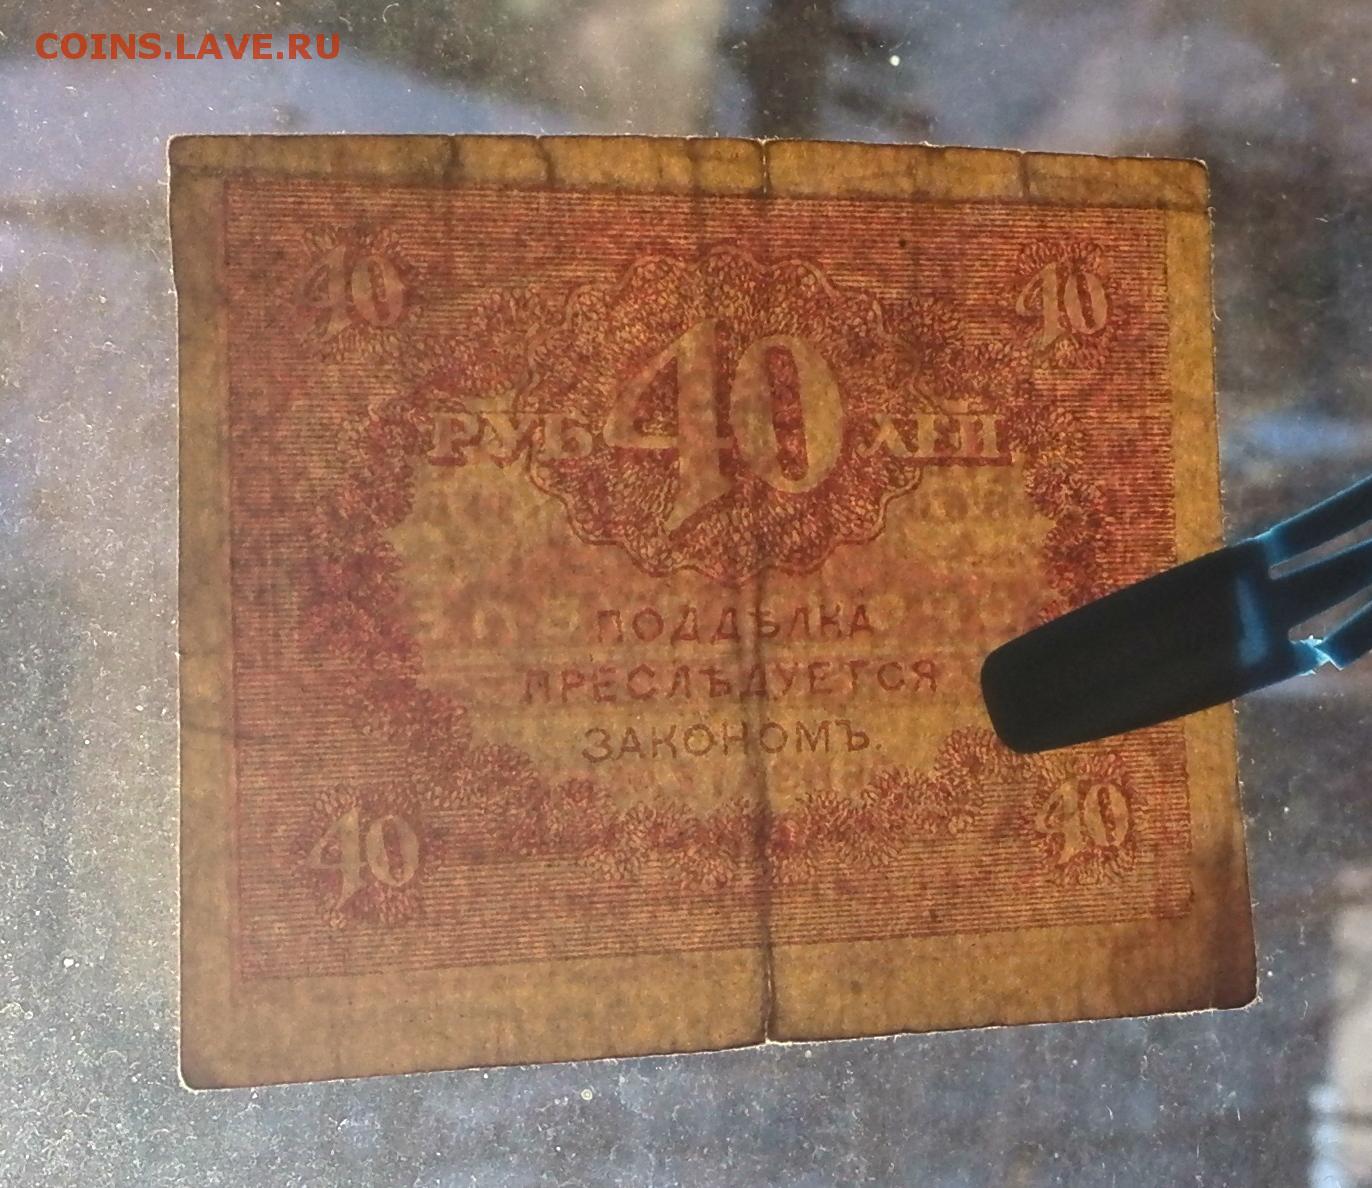 COINS.LAVE.RU
40 40
40
РУБ ЛЕЙ
ПОДДѢЛКА
ПРЕСЛѢДУЕТСЯ
ЗАКОНОМЪ.
40 40